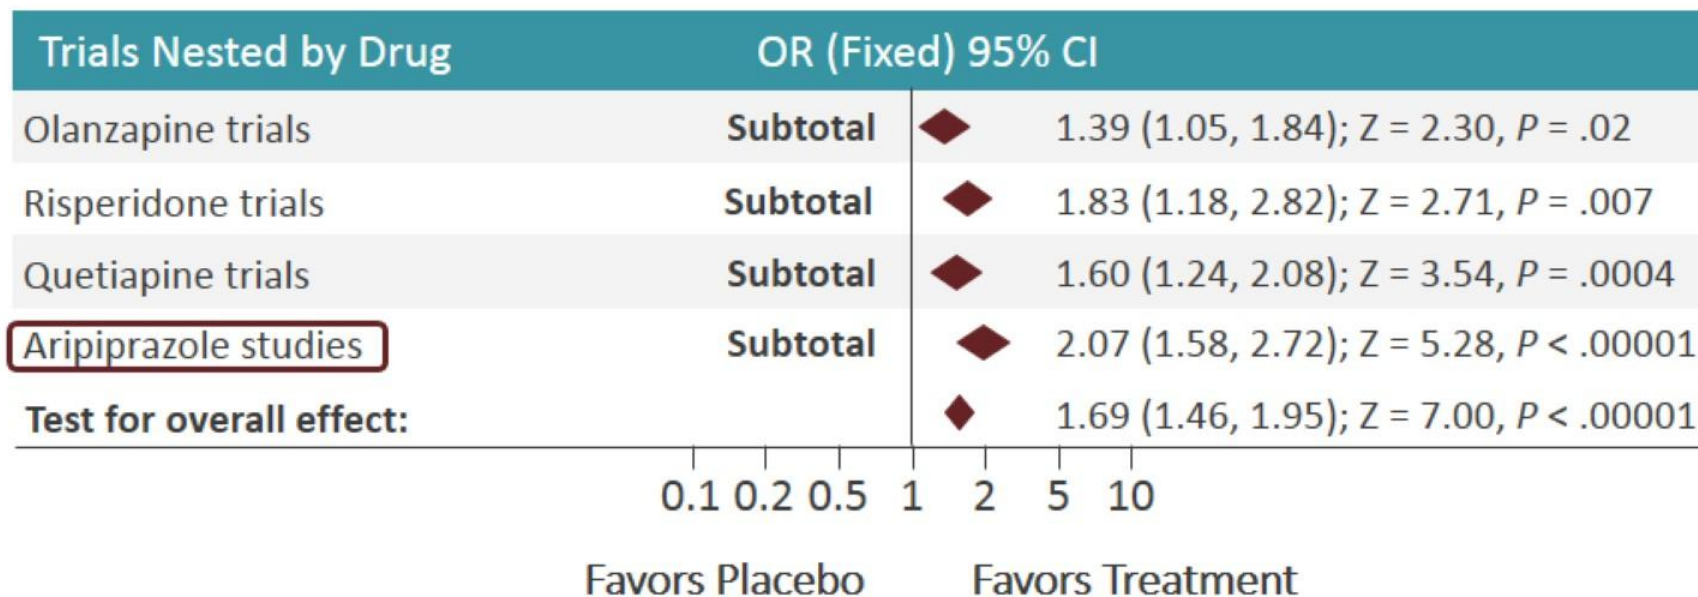 Trials Nested by Drug OR (Fixed) 95% CI
Olanzapine trials Subtotal 1.39 (1.05, 1.84); Z = 2.30, P = .02
Risperidone trials Subtotal 1.83 (1.18, 2.82); Z = 2.71, P = .007
Quetiapine trials Subtotal 1.60 (1.24, 2.08); Z = 3.54, P = .0004
Aripiprazole studies Subtotal 2.07 (1.58, 2.72); Z = 5.28, P < .00001
Test for overall effect: 1.69 (1.46, 1.95); Z = 7.00, P < .00001
0.1 0.2 0.5 1 2 5 10
Favors Placebo Favors Treatment